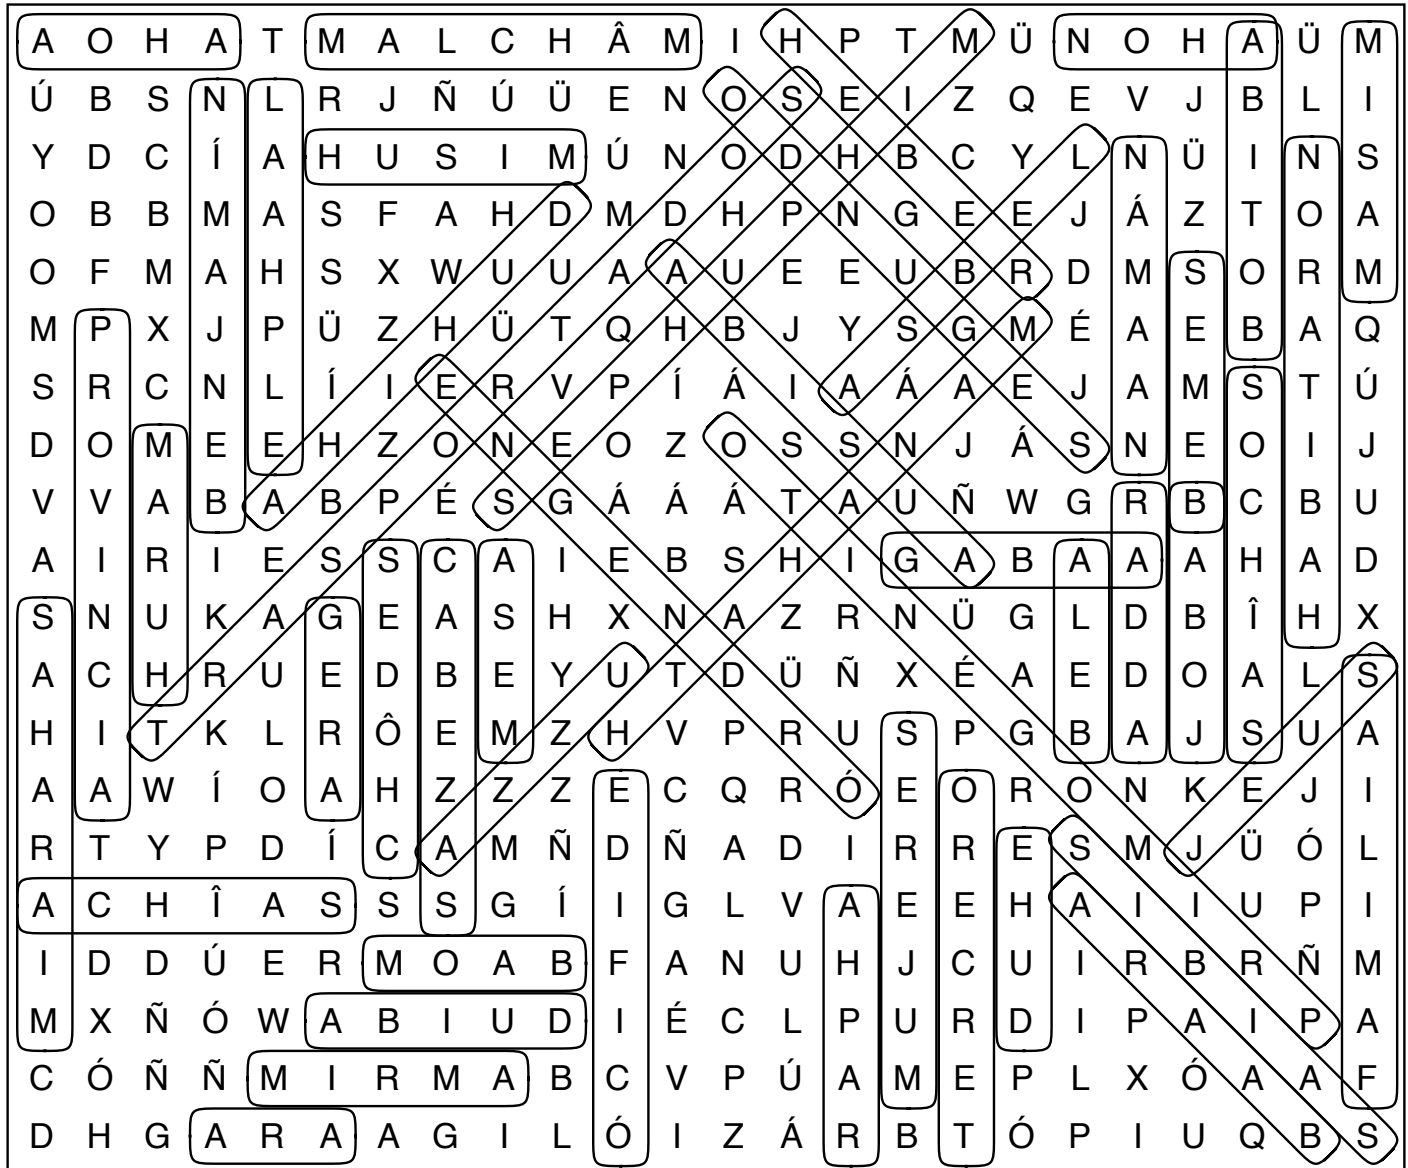 A O H A T M A L C H Â M I H P T M Ü N O H A Ü M
Ú B S N L R J Ñ Ú Ü E N O S E I Z Q E V J B L I
Y D C Í A H U S I M Ú N O D H B C Y L N Ü I N S
O B B M A S F A H D M D H P N G E E J Á Z T O A
O F M A H S X W U U A A U E E U B R D M S O R M
M P X J P Ü Z H Ü T Q H B J Y S G M É A E B A Q
S R C N L Í I E R V P Í Á I A Á A E J A M S T Ú
D O M E E H Z O N E O Z O S S N J Á S N E O I J
V V A B A B P É S G Á Á Á T A U Ñ W G R B C B U
A I R I E S S C A I E B S H I G A B A A A H A D
S N U K A G E A S H X N A Z R N Ü G L D B Î H X
A C H R U E D B E Y U T D Ü Ñ X É A E D O A L S
H I T K L R Ô E M Z H V P R U S P G B A J S U A
A A W Í O A H Z Z Z E C Q R Ó E O R O N K E J I
R T Y P D Í C A M Ñ D Ñ A D I R R E S M J Ü Ó L
A C H Î A S S S G Í I G L V A E E H A I I U P I
I D D Ú E R M O A B F A N U H J C U I R B R Ñ M
M X Ñ Ó W A B I U D I É C L P U R D I P A I P A
C Ó Ñ Ñ M I R M A B C V P Ú A M E P L X Ó A A F
D H G A R A A G I L Ó I Z Á R B T Ó P I U Q B S